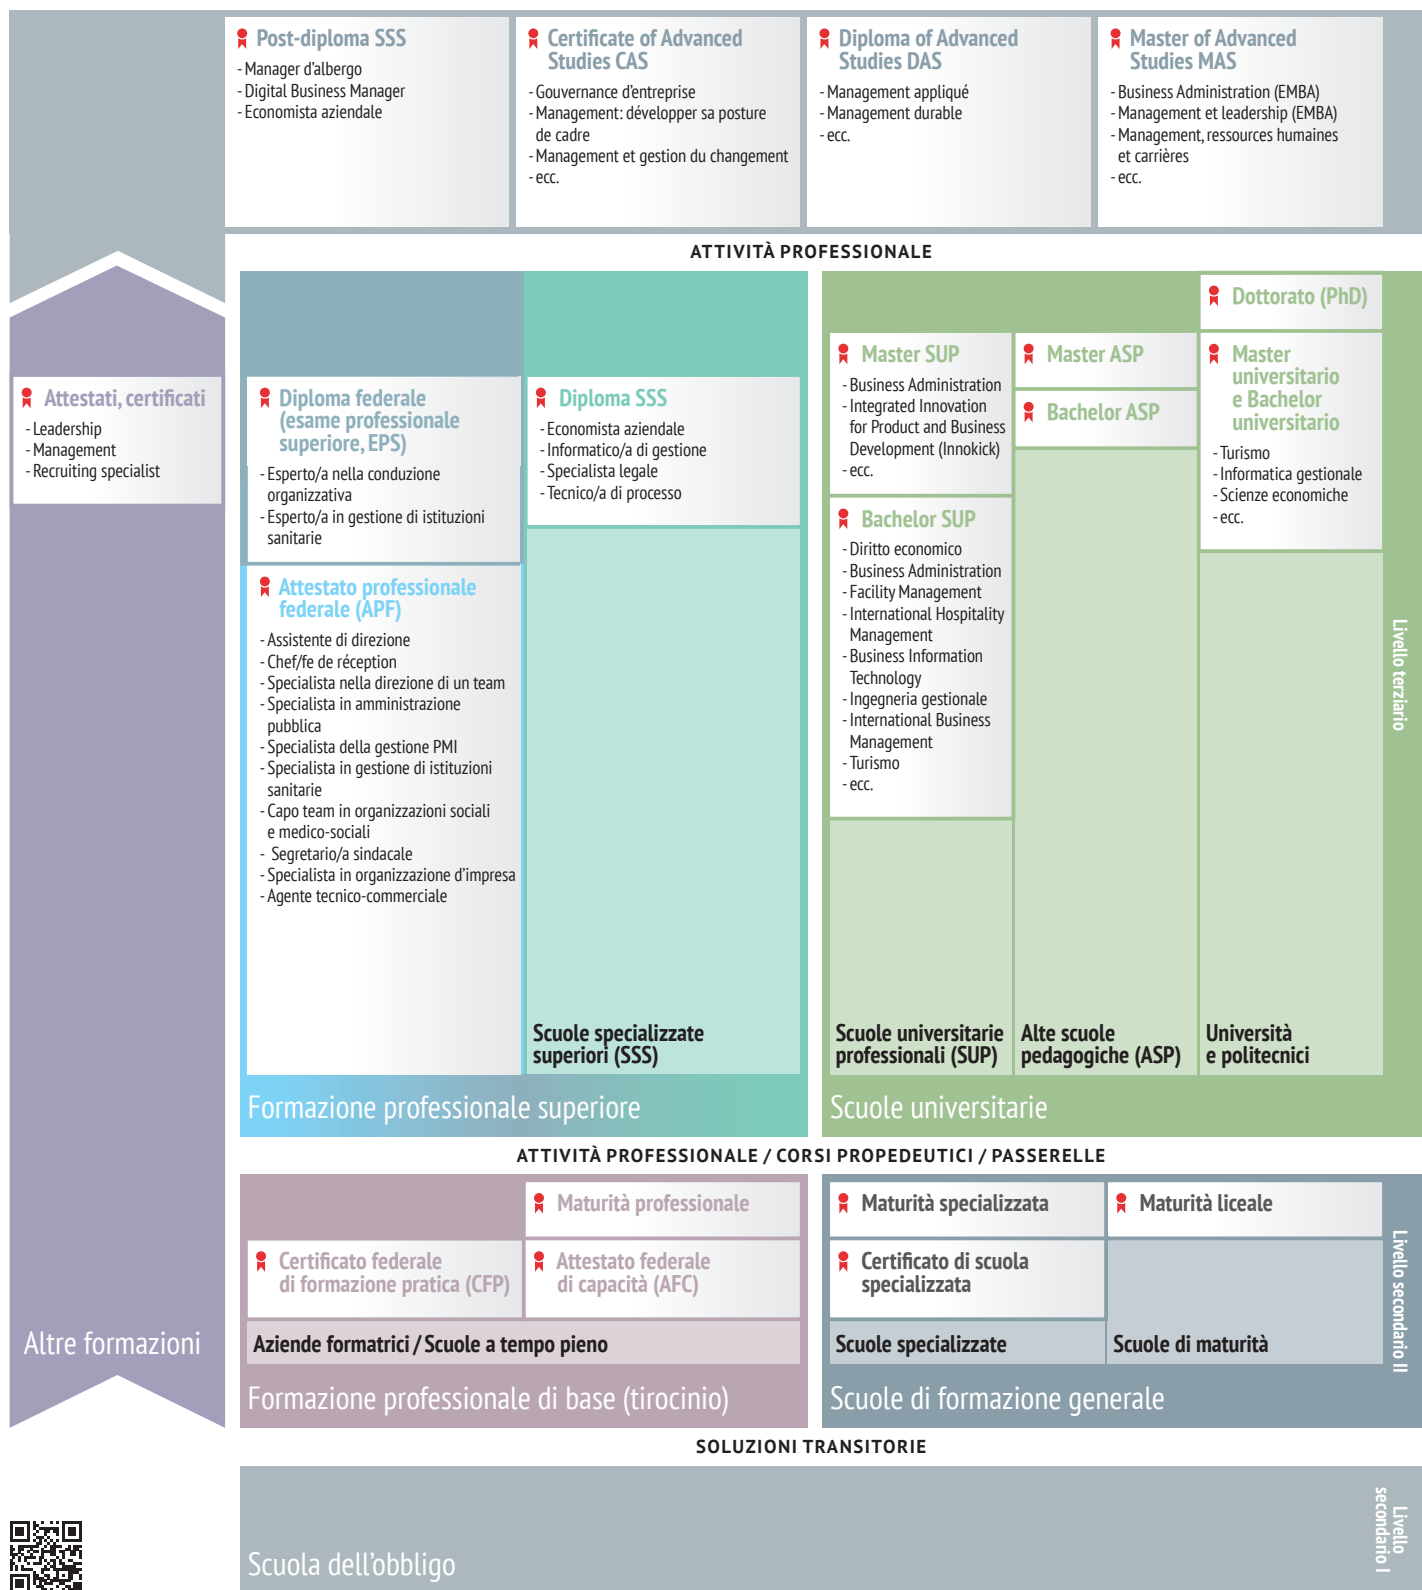 Post-diploma SSS
- Manager d'albergo
- Digital Business Manager
- Economista aziendale
Certificate of Advanced
Studies CAS
- Gouvernance d'entreprise
- Management: développer sa posture
de cadre
- Management et gestion du changement
- ecc.
Diploma of Advanced
Studies DAS
- Management appliqué
- Management durable
- ecc.
Master of Advanced
Studies MAS
- Business Administration (EMBA)
- Management et leadership (EMBA)
- Management, ressources humaines
et carrières
- ecc.
ATTIVITÀ PROFESSIONALE
Attestati, certificati
- Leadership
- Management
- Recruiting specialist
Altre formazioni
Diploma federale
(esame professionale
superiore, EPS)
- Esperto/a nella conduzione
organizzativa
- Esperto/a in gestione di istituzioni
sanitarie
Attestato professionale
federale (APF)
- Assistente di direzione
- Chef/fe de réception
- Specialista nella direzione di un team
- Specialista in amministrazione
pubblica
- Specialista della gestione PMI
- Specialista in gestione di istituzioni
sanitarie
- Capo team in organizzazioni sociali
e medico-sociali
- Segretario/a sindacale
- Specialista in organizzazione d'impresa
- Agente tecnico-commerciale
Diploma SSS
- Economista aziendale
- Informatico/a di gestione
- Specialista legale
- Tecnico/a di processo
Scuole specializzate
superiori (SSS)
Formazione professionale superiore
Master SUP
- Business Administration
- Integrated Innovation
for Product and Business
Development (Innokick)
- ecc.
Bachelor SUP
- Diritto economico
- Business Administration
- Facility Management
- International Hospitality
Management
- Business Information
Technology
- Ingegneria gestionale
- International Business
Management
- Turismo
- ecc.
Scuole universitarie
professionali (SUP)
Master ASP
Bachelor ASP
Alte scuole
pedagogiche (ASP)
Dottorato (PhD)
Master
universitario
e Bachelor
universitario
- Turismo
- Informatica gestionale
- Scienze economiche
- ecc.
Università
e politecnici
Scuole universitarie
Livello terziario
ATTIVITÀ PROFESSIONALE / CORSI PROPEDEUTICI / PASSERELLE
Maturità professionale
Certificato federale
di formazione pratica (CFP)
Attestato federale
di capacità (AFC)
Aziende formatrici / Scuole a tempo pieno
Formazione professionale di base (tirocinio)
Maturità specializzata
Maturità liceale
Certificato di scuola
specializzata
Scuole specializzate
Scuole di maturità
Scuole di formazione generale
Livello secondario II
SOLUZIONI TRANSITORIE
Scuola dell'obbligo
Livello
secondario I